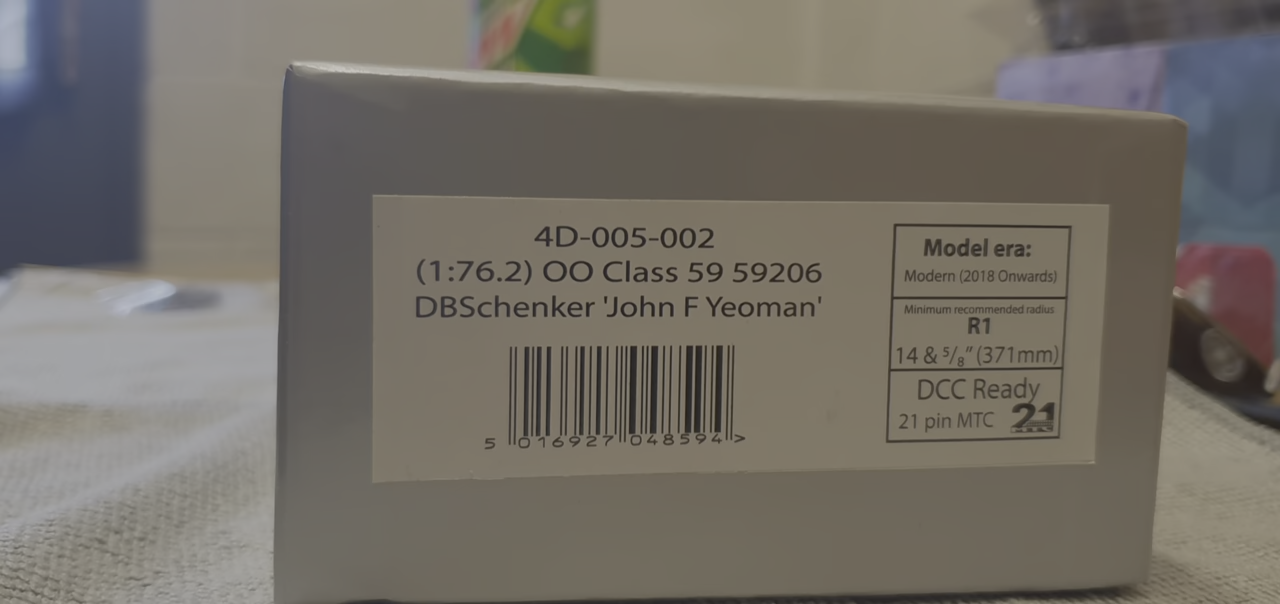 4D-005-002
(1:76.2) OO Class 59 59206
DBSchenker 'John F Yeoman'
5 016927 048594 >
Model era:
Modern (2018 Onwards)
Minimum recommended radius
R1
14 & 5/8" (371mm)
DCC Ready
21 pin MTC 21